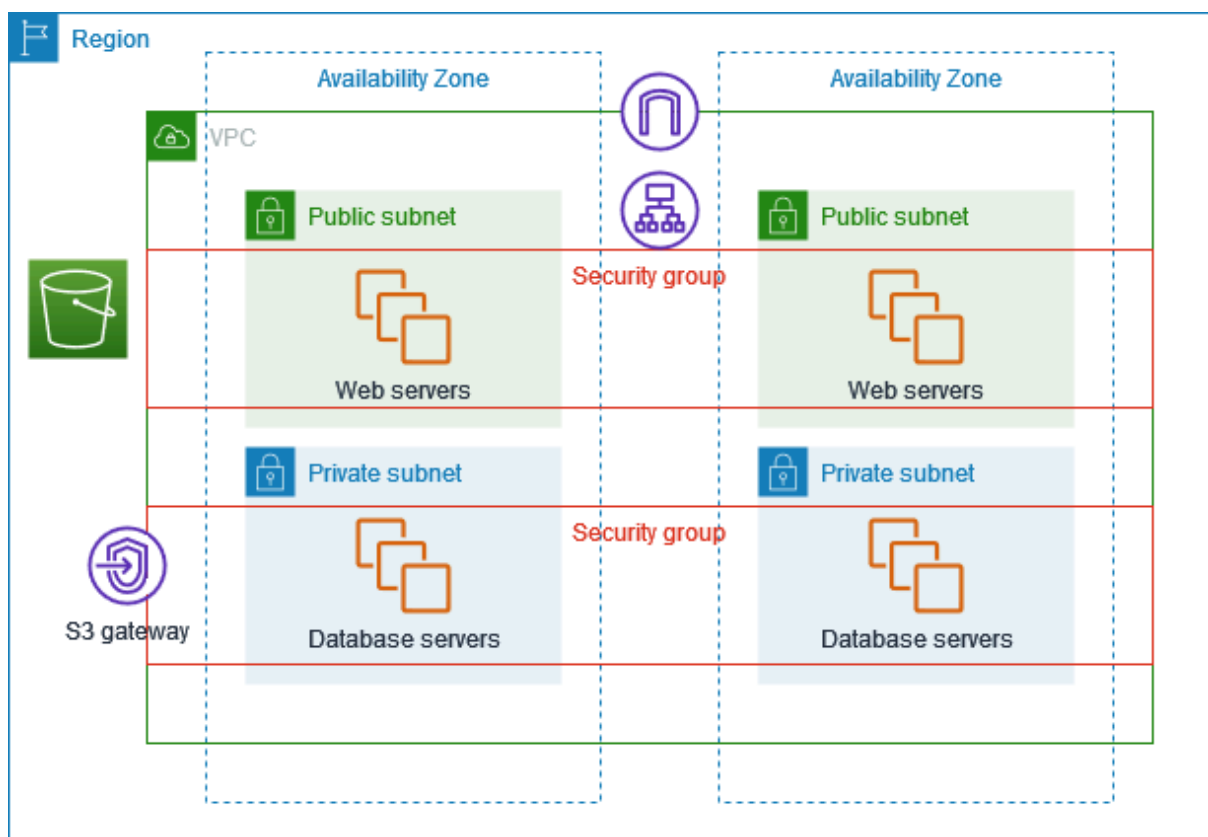 Region
Availability Zone
Availability Zone
VPC
Public subnet
Public subnet
Security group
Web servers
Web servers
Private subnet
Private subnet
Security group
S3 gateway
Database servers
Database servers